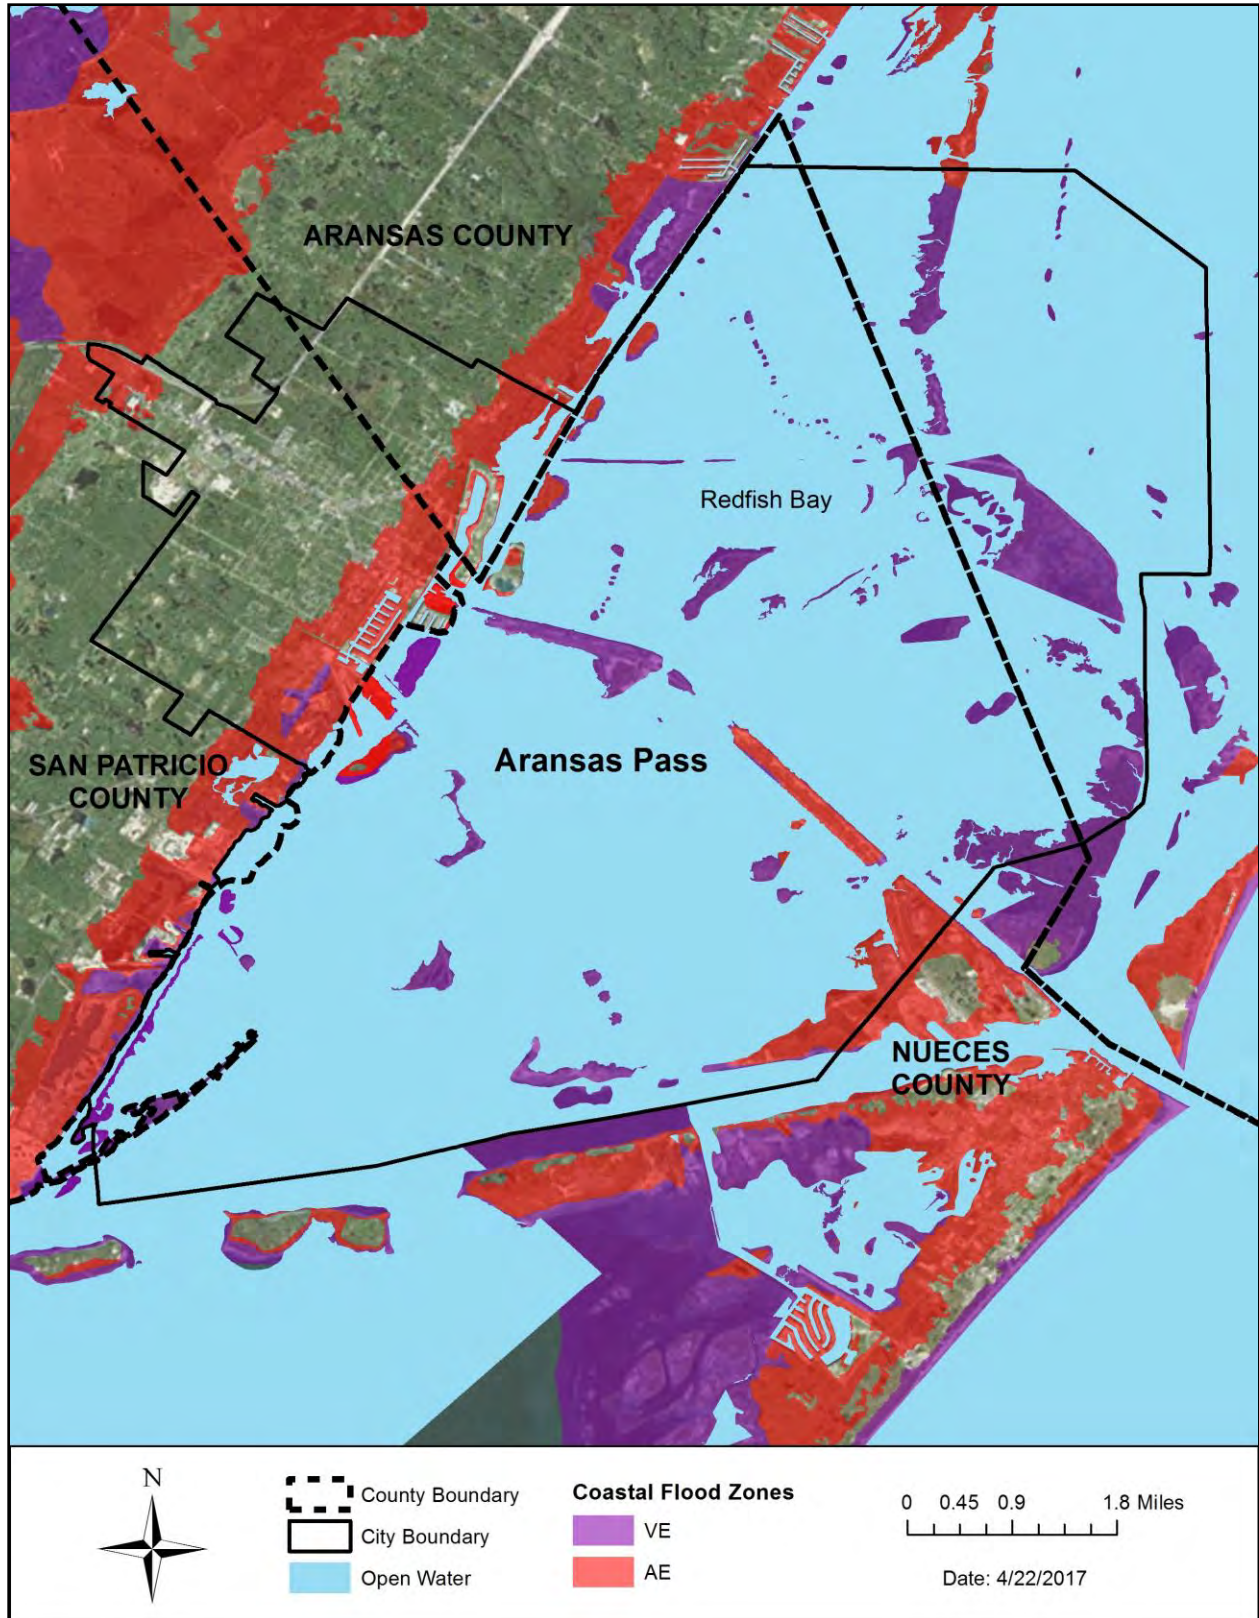 ARANSAS COUNTY
Redfish Bay
Aransas Pass
SAN PATRICIO
COUNTY
NUECES
COUNTY
N
County Boundary
City Boundary
Open Water
Coastal Flood Zones
VE
AE
0 0.45 0.9 1.8 Miles
Date: 4/22/2017